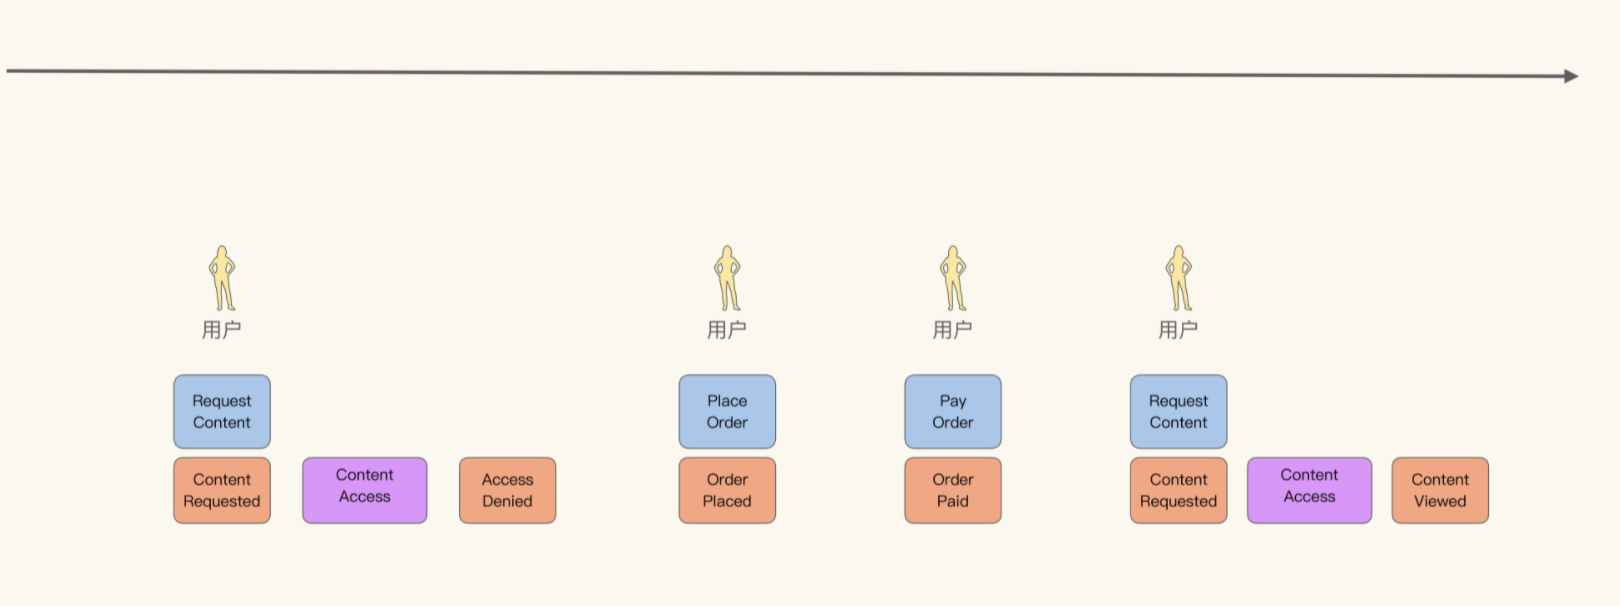 用户
用户
用户
用户
Request
Content
Place
Order
Pay
Order
Request
Content
Content
Requested
Content
Access
Access
Denied
Order
Placed
Order
Paid
Content
Requested
Content
Access
Content
Viewed